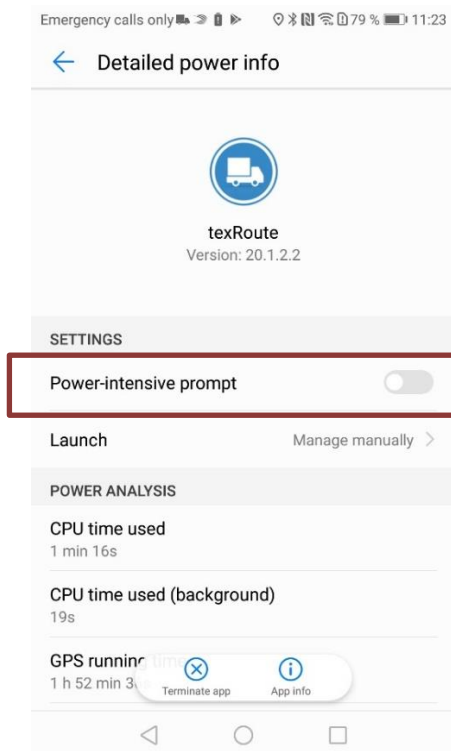 Emergency calls only 79 % 11:23
Detailed power info
texRoute
Version: 20.1.2.2
SETTINGS
Power-intensive prompt
Launch Manage manually
POWER ANALYSIS
CPU time used
1 min 16s
CPU time used (background)
19s
GPS running time
1 h 52 min
Terminate app App info